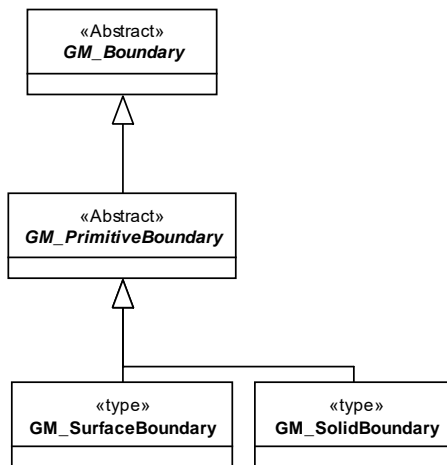 «Abstract»
GM_Boundary
«Abstract»
GM_PrimitiveBoundary
«type»
GM_SurfaceBoundary
«type»
GM_SolidBoundary